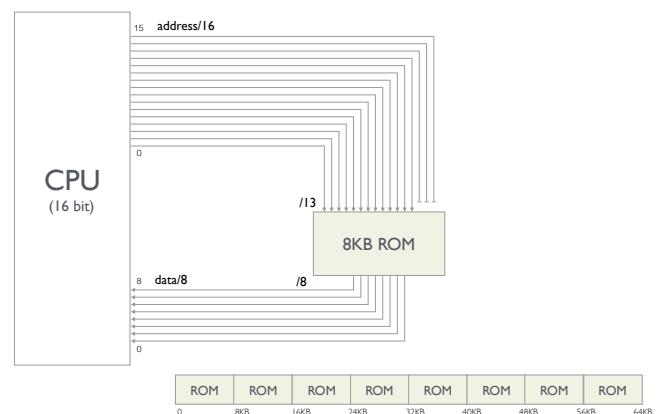 15 address/16
0
CPU
(16 bit)
/13
8KB ROM
8 data/8 /8
0
ROM ROM ROM ROM ROM ROM ROM ROM
0 8KB 16KB 24KB 32KB 40KB 48KB 56KB 64KB